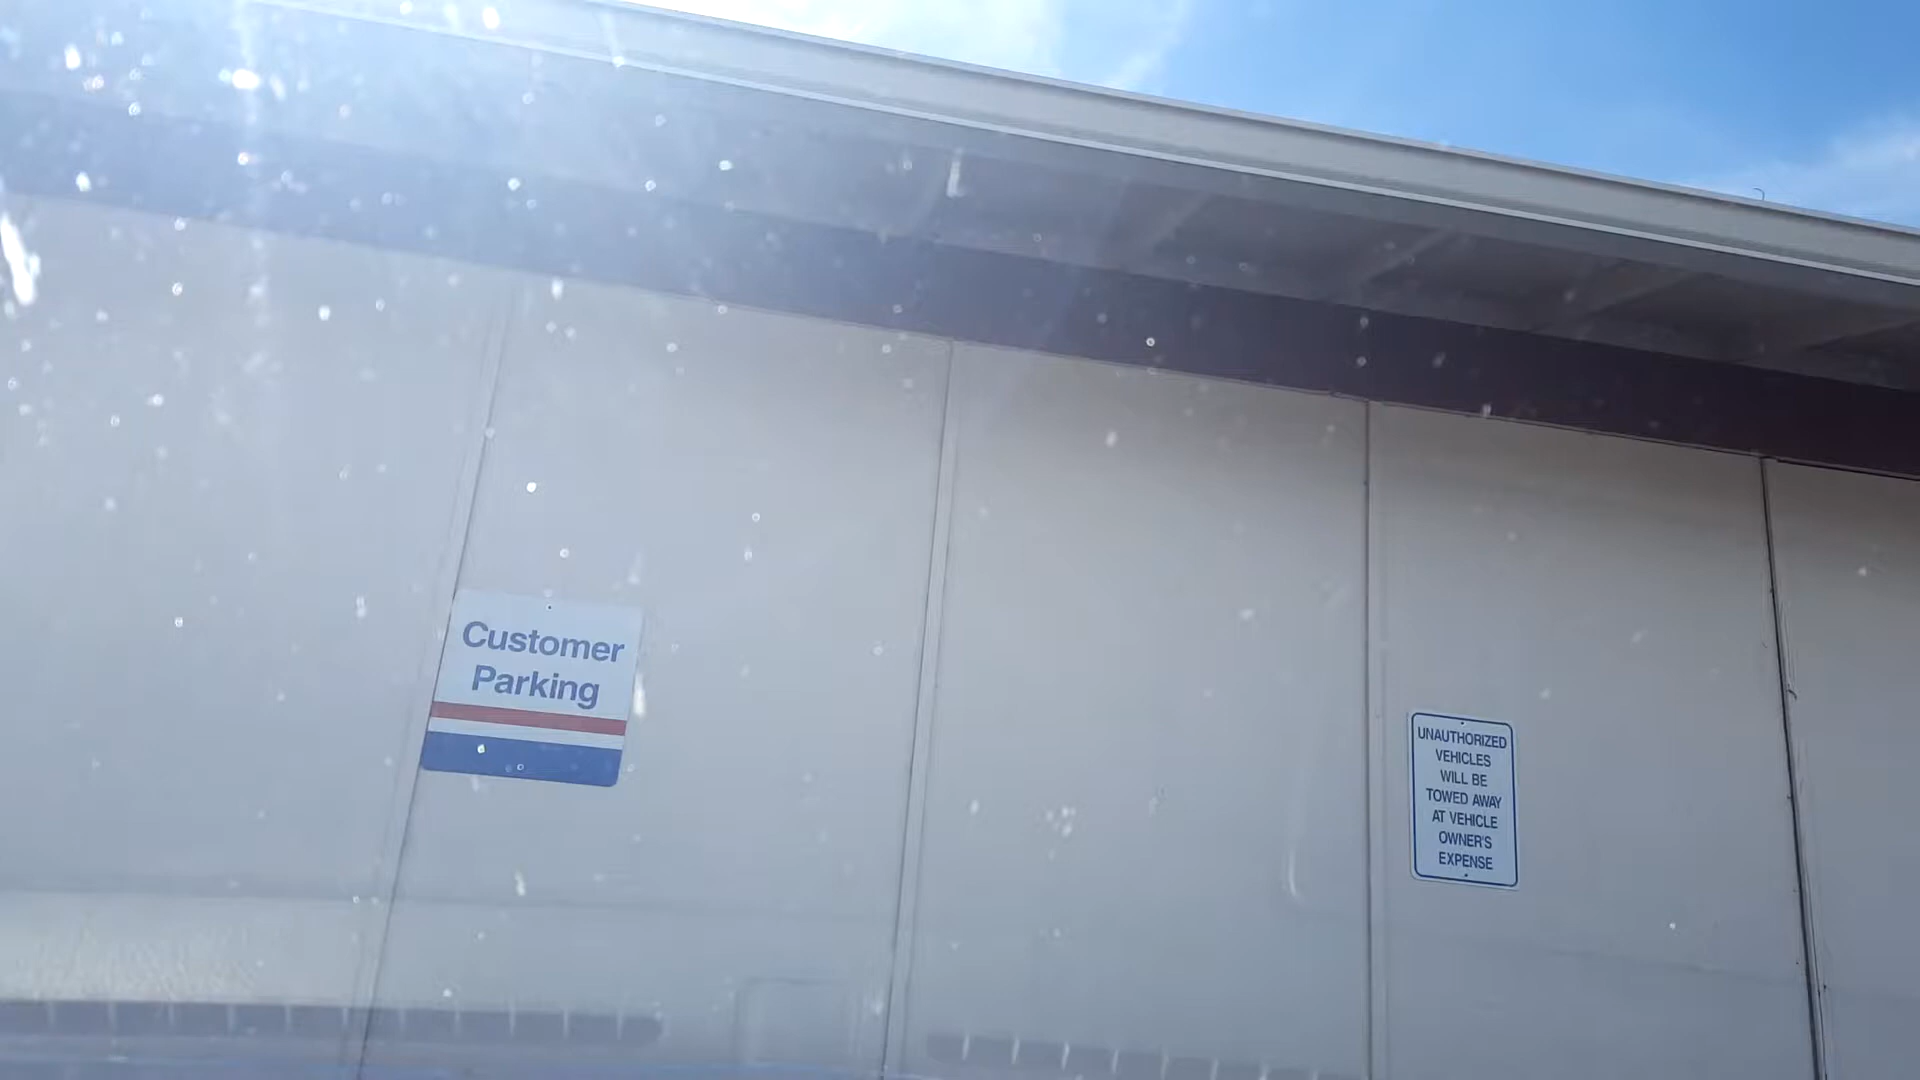 Customer
Parking
UNAUTHORIZED
VEHICLES
WILL BE
TOWED AWAY
AT VEHICLE
OWNER'S
EXPENSE